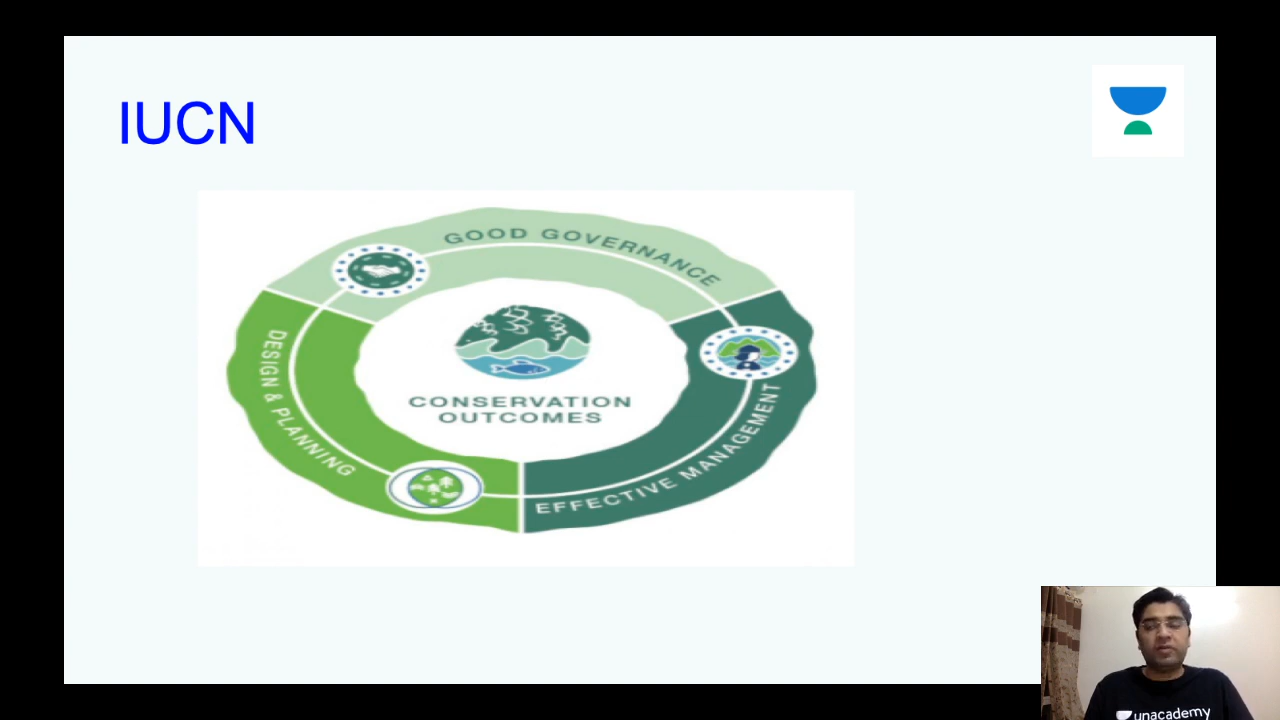 IUCN
GOOD GOVERNANCE
DESIGN & PLANNING
CONSERVATION
OUTCOMES
EFFECTIVE MANAGEMENT
unacademy